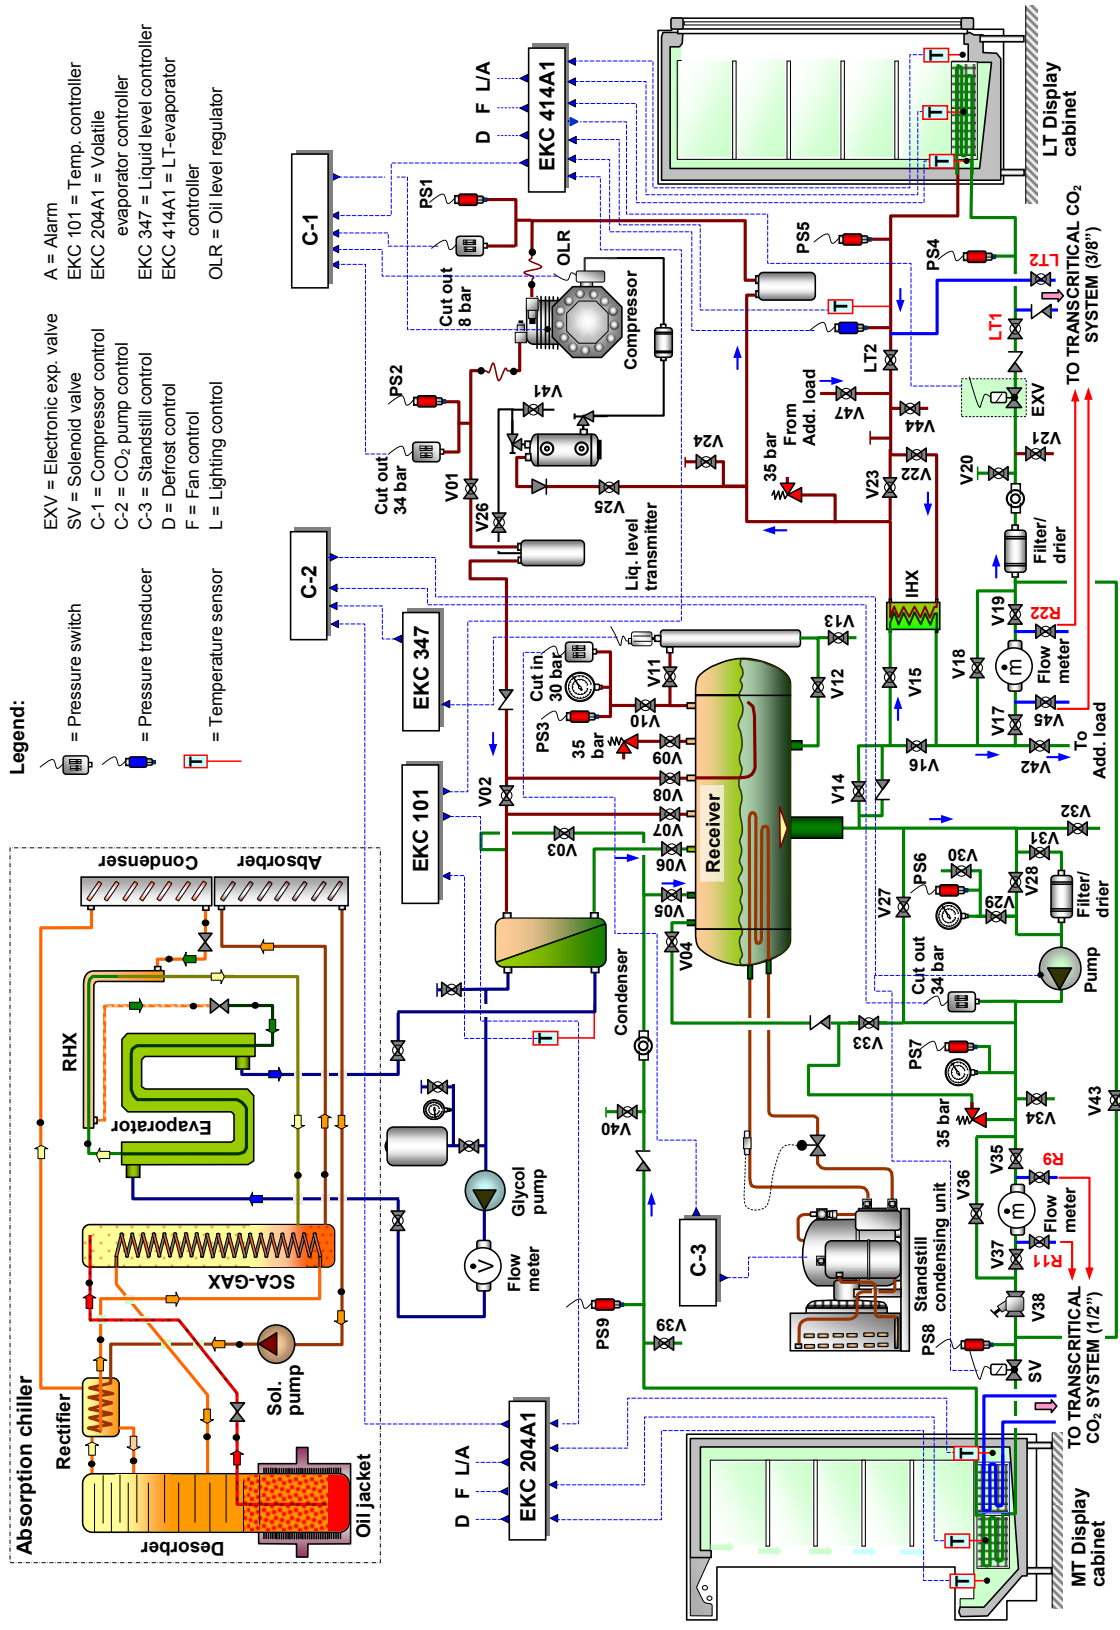 Legend:
= Pressure switch
= Pressure transducer
= Temperature sensor
EXV = Electronic exp. valve
SV = Solenoid valve
C-1 = Compressor control
C-2 = CO2 pump control
C-3 = Standstill control
D = Defrost control
F = Fan control
L = Lighting control
A = Alarm
EKC 101 = Temp. controller
EKC 204A1 = Volatile
evaporator controller
EKC 347 = Liquid level controller
EKC 414A1 = LT-evaporator
controller
OLR = Oil level regulator
Absorption chiller
Desorber
Oil jacket
Rectifier
Sol.
pump
SCA-GAX
Evaporator
RHX
Condenser
Absorber
Flow
meter
V
Glycol
pump
T
EKC 101
EKC 347
C-2
C-1
EKC 414A1
D F L/A
D F L/A
EKC 204A1
C-3
PS1
PS2
Cut out
8 bar
Cut out
34 bar
OLR
Compressor
V01
V26
V41
V25
V24
Liq. level
transmitter
35 bar
From
Add. load
V47
V44
LT2
V23
V22
IHX
T
PS5
PS4
T
T
T
LT Display
cabinet
LT2
LT1
TO TRANSCRITICAL CO2
SYSTEM (3/8")
EXV
V21
V20
Filter/
drier
V19
R22
V18
Flow
meter
m
V17
V45
V42
To
Add. load
V16
V15
V14
V13
V12
V11
Cut in
30 bar
PS3
V10
35
bar
V09
V08
V07
V06
V05
V04
V03
V02
Receiver
Condenser
V40
PS9
V39
Standstill
condensing unit
V27
V32
V31
V30
PS6
V29
V28
Filter/
drier
Pump
Cut out
34 bar
V33
PS7
35 bar
V34
V43
V35
R9
V36
Flow
meter
m
V37
R11
V38
PS8
SV
TO TRANSCRITICAL
CO2 SYSTEM (1/2")
T
T
T
MT Display
cabinet